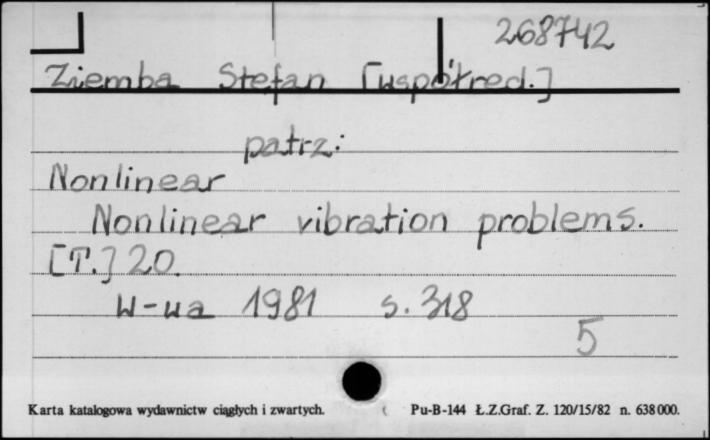 268742
Ziemba Stefan [współred.]
patrz:
Nonlinear
Nonlinear vibration problems.
[T.] 20.
W-wa 1981 s. 318
5
Karta katalogowa wydawnictw ciągłych i zwartych. Pu-B-144 Ł.Z.Graf. Z. 120/15/82 n. 638000.